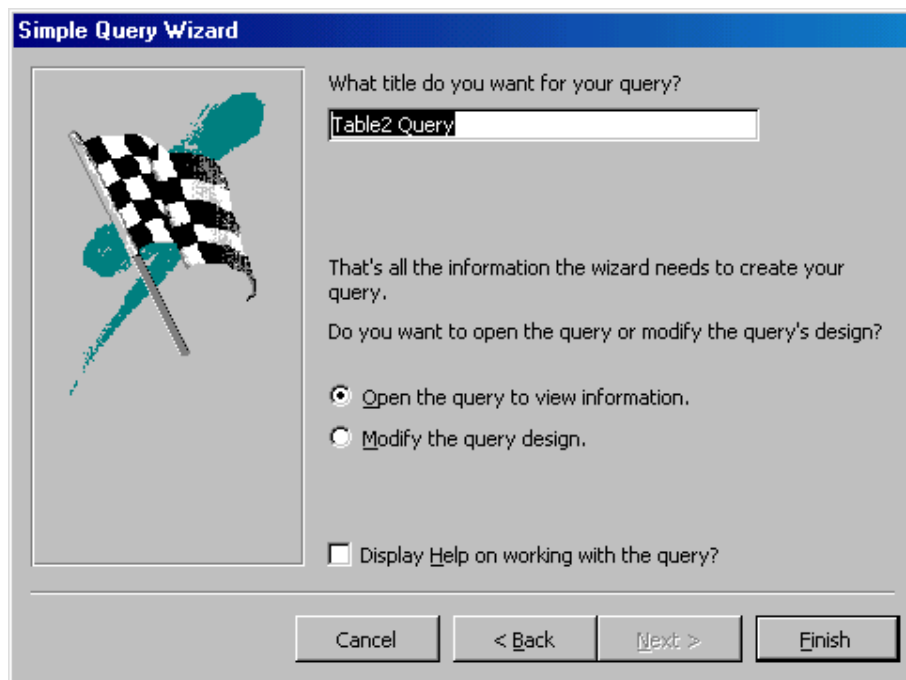 Simple Query Wizard
What title do you want for your query?
Table2 Query
That's all the information the wizard needs to create your
query.
Do you want to open the query or modify the query's design?
Open the query to view information.
Modify the query design.
Display Help on working with the query?
Cancel
< Back
Next >
Finish